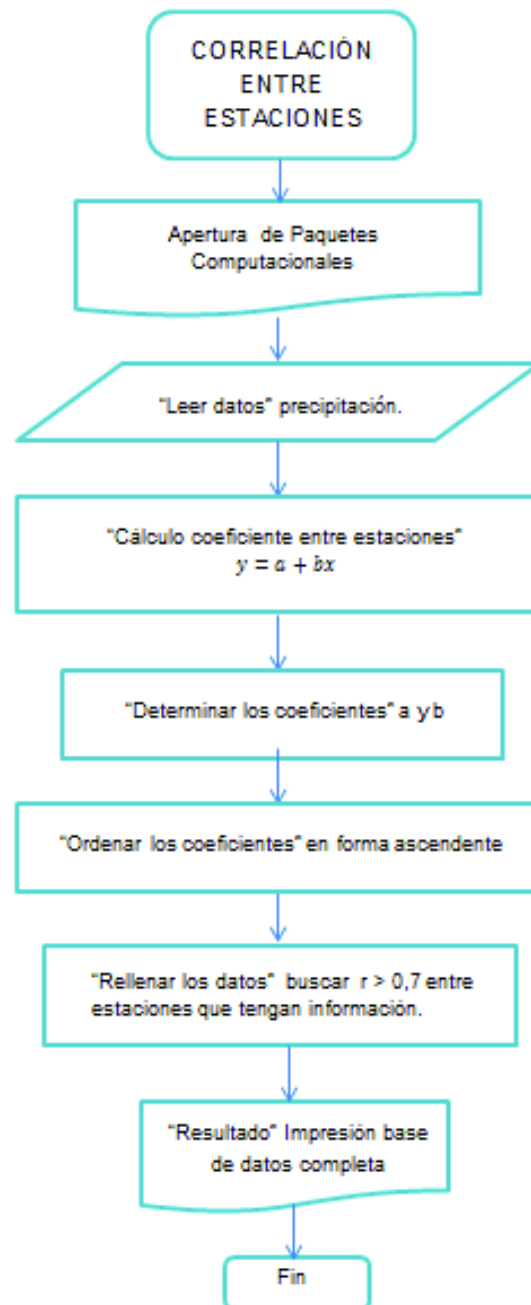 CORRELACIÓN
ENTRE
ESTACIONES
Apertura de Paquetes
Computacionales
"Leer datos" precipitación.
"Cálculo coeficiente entre estaciones"
y = a + bx
"Determinar los coeficientes" a y b
"Ordenar los coeficientes" en forma ascendente
"Rellenar los datos" buscar r > 0,7 entre
estaciones que tengan información.
"Resultado" Impresión base
de datos completa
Fin